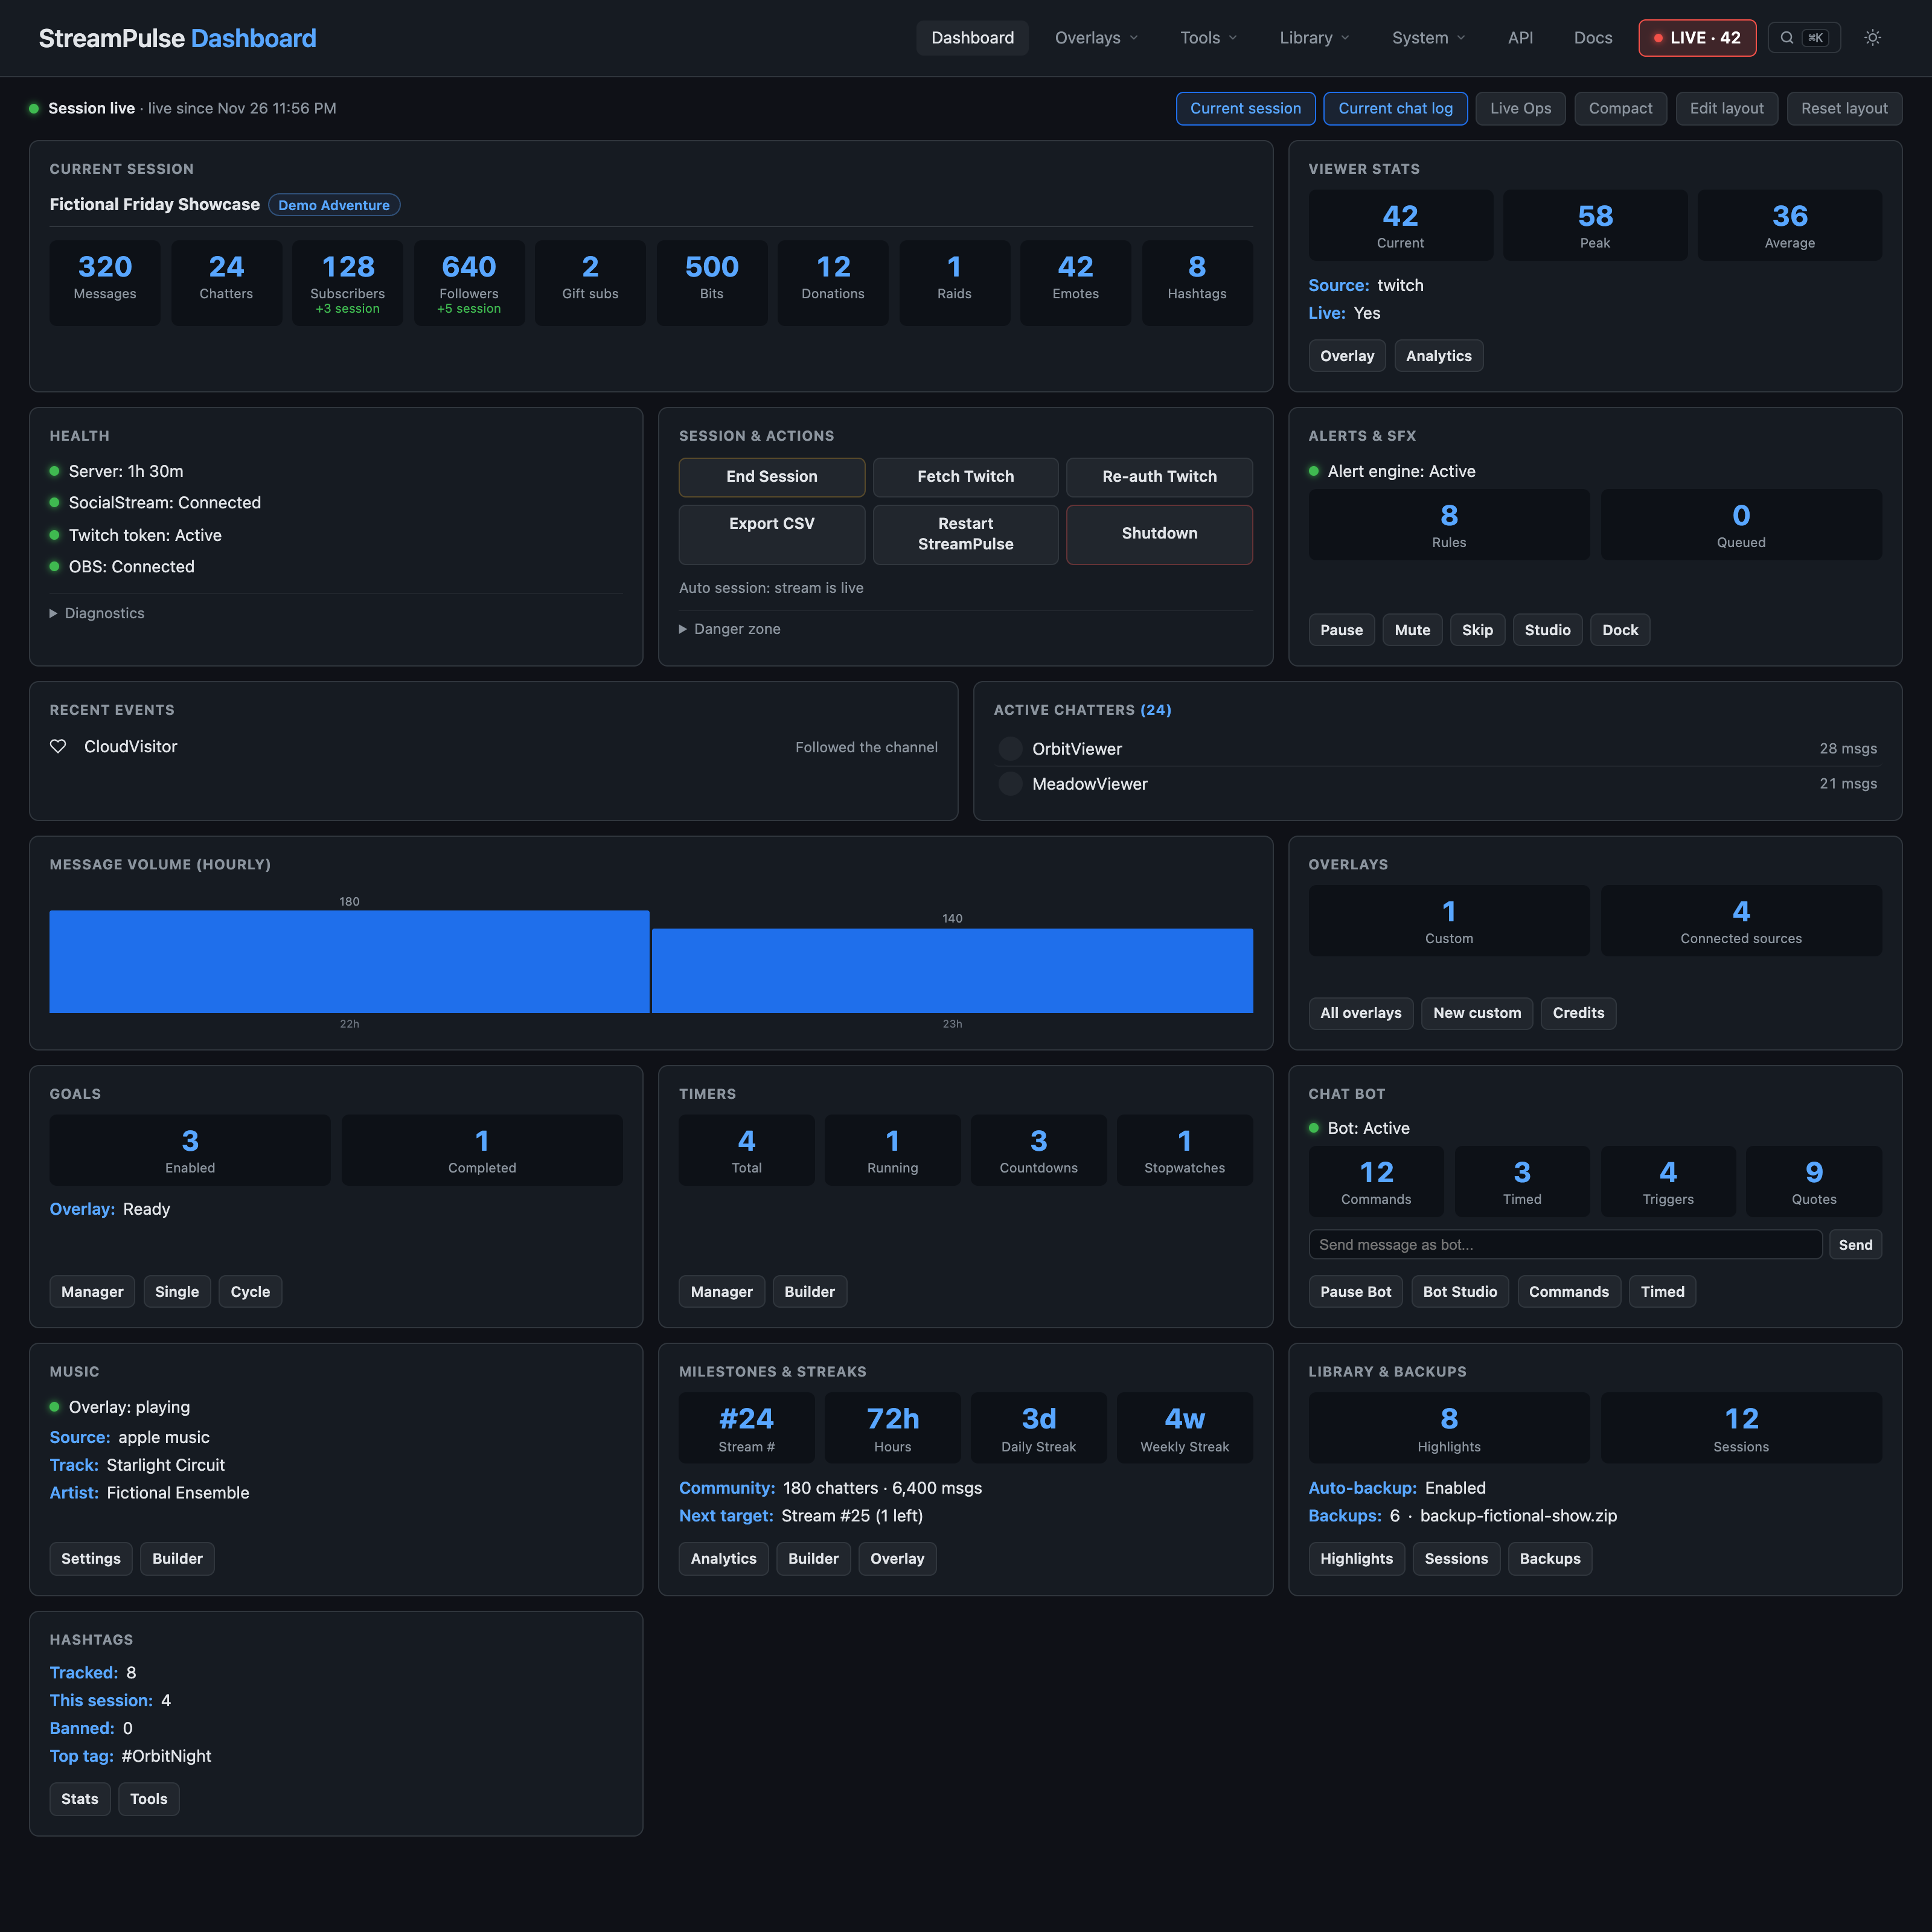 StreamPulse Dashboard
Dashboard Overlays Tools Library System API Docs LIVE · 42 ⌘K
Session live · live since Nov 26 11:56 PM
Current session Current chat log Live Ops Compact Edit layout Reset layout
CURRENT SESSION
Fictional Friday Showcase Demo Adventure
320 24 128 640 2 500 12 1 42 8
Messages Chatters Subscribers Followers Gift subs Bits Donations Raids Emotes Hashtags
+3 session +5 session
VIEWER STATS
42 58 36
Current Peak Average
Source: twitch
Live: Yes
Overlay Analytics
HEALTH
Server: 1h 30m
SocialStream: Connected
Twitch token: Active
OBS: Connected
Diagnostics
SESSION & ACTIONS
End Session Fetch Twitch Re-auth Twitch
Export CSV Restart StreamPulse Shutdown
Auto session: stream is live
Danger zone
ALERTS & SFX
Alert engine: Active
8 0
Rules Queued
Pause Mute Skip Studio Dock
RECENT EVENTS
CloudVisitor Followed the channel
ACTIVE CHATTERS (24)
OrbitViewer 28 msgs
MeadowViewer 21 msgs
MESSAGE VOLUME (HOURLY)
180 140
22h 23h
OVERLAYS
1 4
Custom Connected sources
All overlays New custom Credits
GOALS
3 1
Enabled Completed
Overlay: Ready
Manager Single Cycle
TIMERS
4 1 3 1
Total Running Countdowns Stopwatches
Manager Builder
CHAT BOT
Bot: Active
12 3 4 9
Commands Timed Triggers Quotes
Send message as bot... Send
Pause Bot Bot Studio Commands Timed
MUSIC
Overlay: playing
Source: apple music
Track: Starlight Circuit
Artist: Fictional Ensemble
Settings Builder
MILESTONES & STREAKS
#24 72h 3d 4w
Stream # Hours Daily Streak Weekly Streak
Community: 180 chatters · 6,400 msgs
Next target: Stream #25 (1 left)
Analytics Builder Overlay
LIBRARY & BACKUPS
8 12
Highlights Sessions
Auto-backup: Enabled
Backups: 6 · backup-fictional-show.zip
Highlights Sessions Backups
HASHTAGS
Tracked: 8
This session: 4
Banned: 0
Top tag: #OrbitNight
Stats Tools